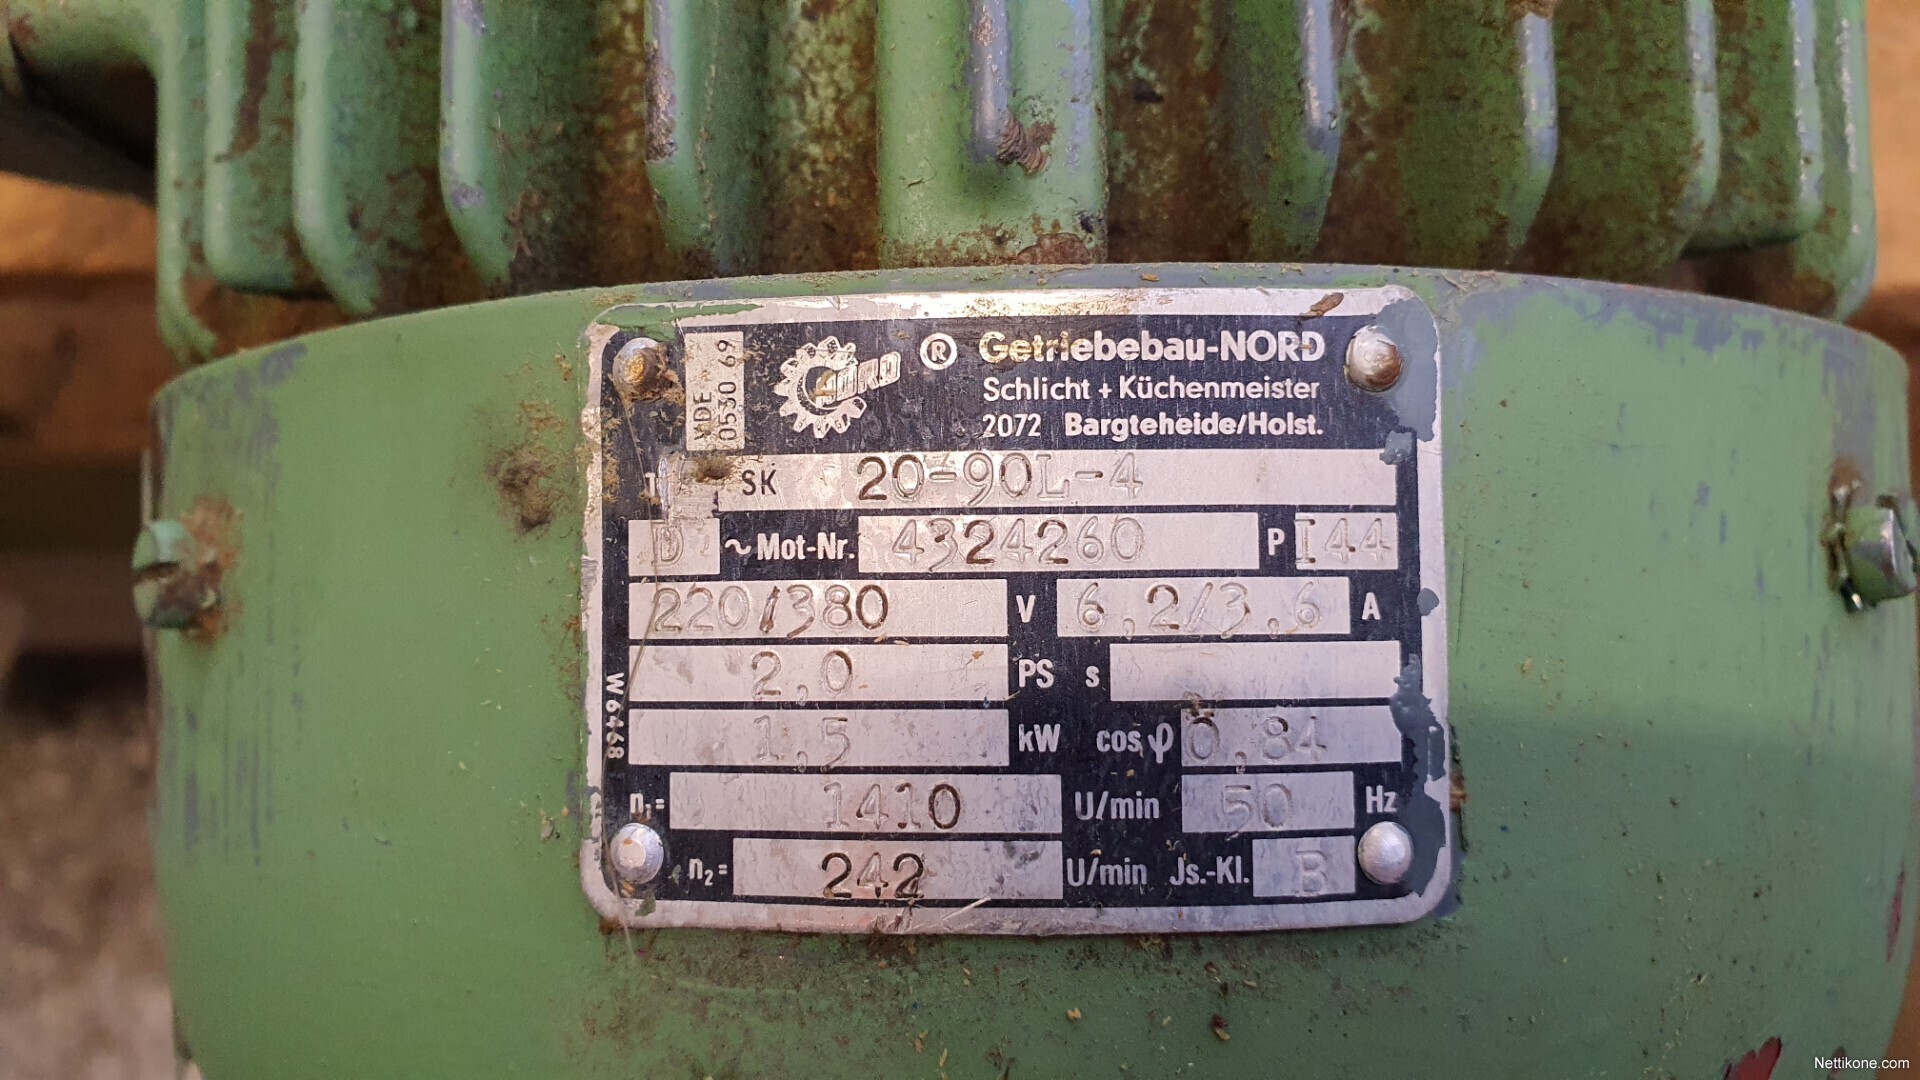 VDE
0530 69
NORD
® Getriebebau-NORD
Schlicht + Küchenmeister
2072 Bargteheide/Holst.
SK 20-90L-4
D ~ Mot-Nr. 4324260 P I44
220/380 V 6,2/3,6 A
2,0 PS s
1,5 kW cos φ 0,84
n₁= 1410 U/min 50 Hz
n₂= 242 U/min Js.-Kl. B
W 6468
Nettikone.com